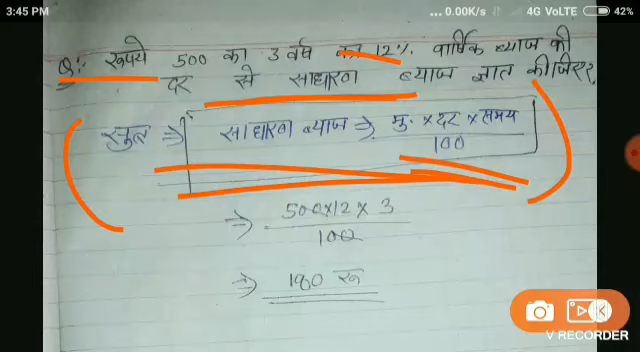 3:45 PM ... 0.00K/s 4G VoLTE 42%
Q:- रूपये 500 का 3 वर्ष का 12% वार्षिक ब्याज की
दर से साधारण ब्याज ज्ञात कीजिए.
⇒ साधारण ब्याज ⇒ मु. × दर × समय
100
⇒ 500×12 × 3
100
⇒ 180 रू
V RECORDER